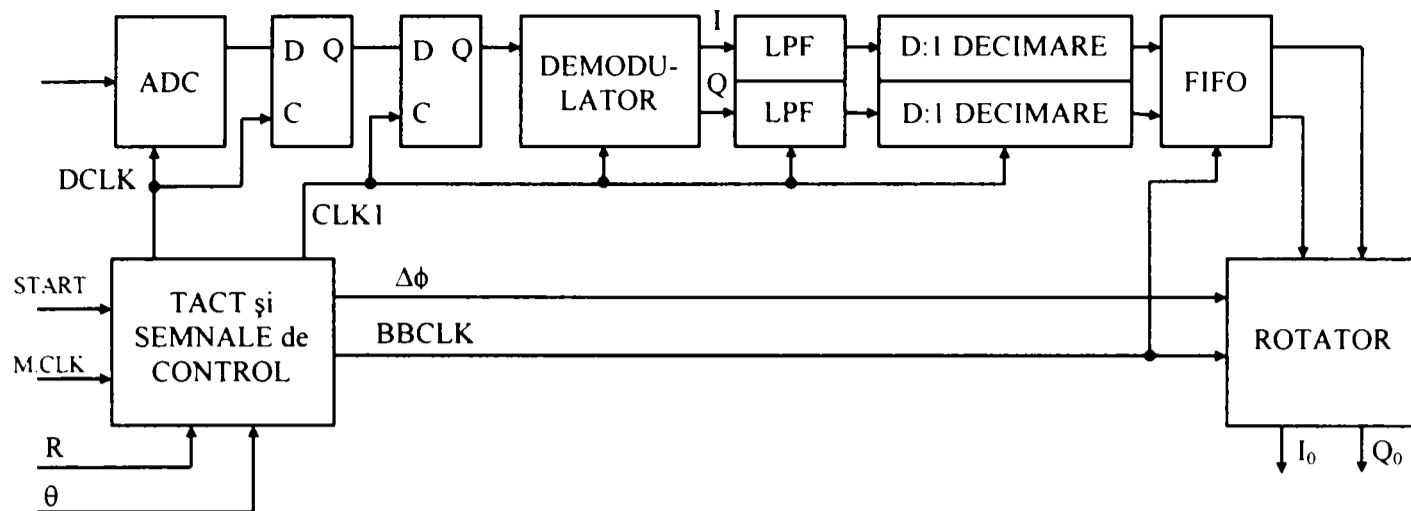 I
ADC
D Q
C
D Q
C
DEMODU-
LATOR
Q
LPF
LPF
D:1 DECIMARE
D:1 DECIMARE
FIFO
DCLK
CLK1
START
M.CLK
TACT și
SEMNALE de
CONTROL
Δϕ
BBCLK
ROTATOR
R
θ
I₀
Q₀